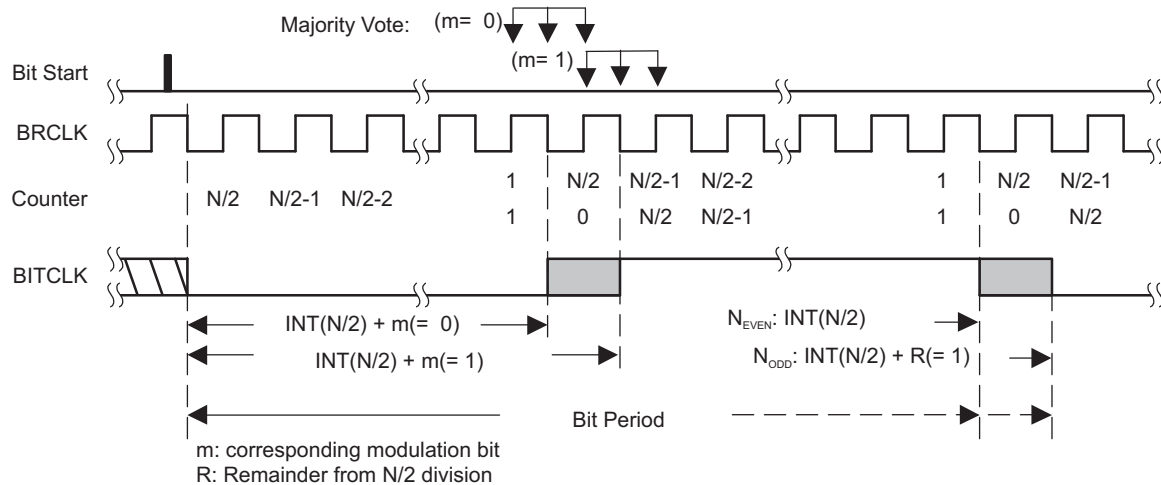 Majority Vote: (m= 0)
(m= 1)
Bit Start
BRCLK
Counter
N/2 N/2-1 N/2-2 1 N/2 N/2-1 N/2-2 1 N/2 N/2-1
1 0 N/2 N/2-1 1 0 N/2
BITCLK
INT(N/2) + m(= 0)
NEVEN: INT(N/2)
INT(N/2) + m(= 1)
NODD: INT(N/2) + R(= 1)
Bit Period
m: corresponding modulation bit
R: Remainder from N/2 division